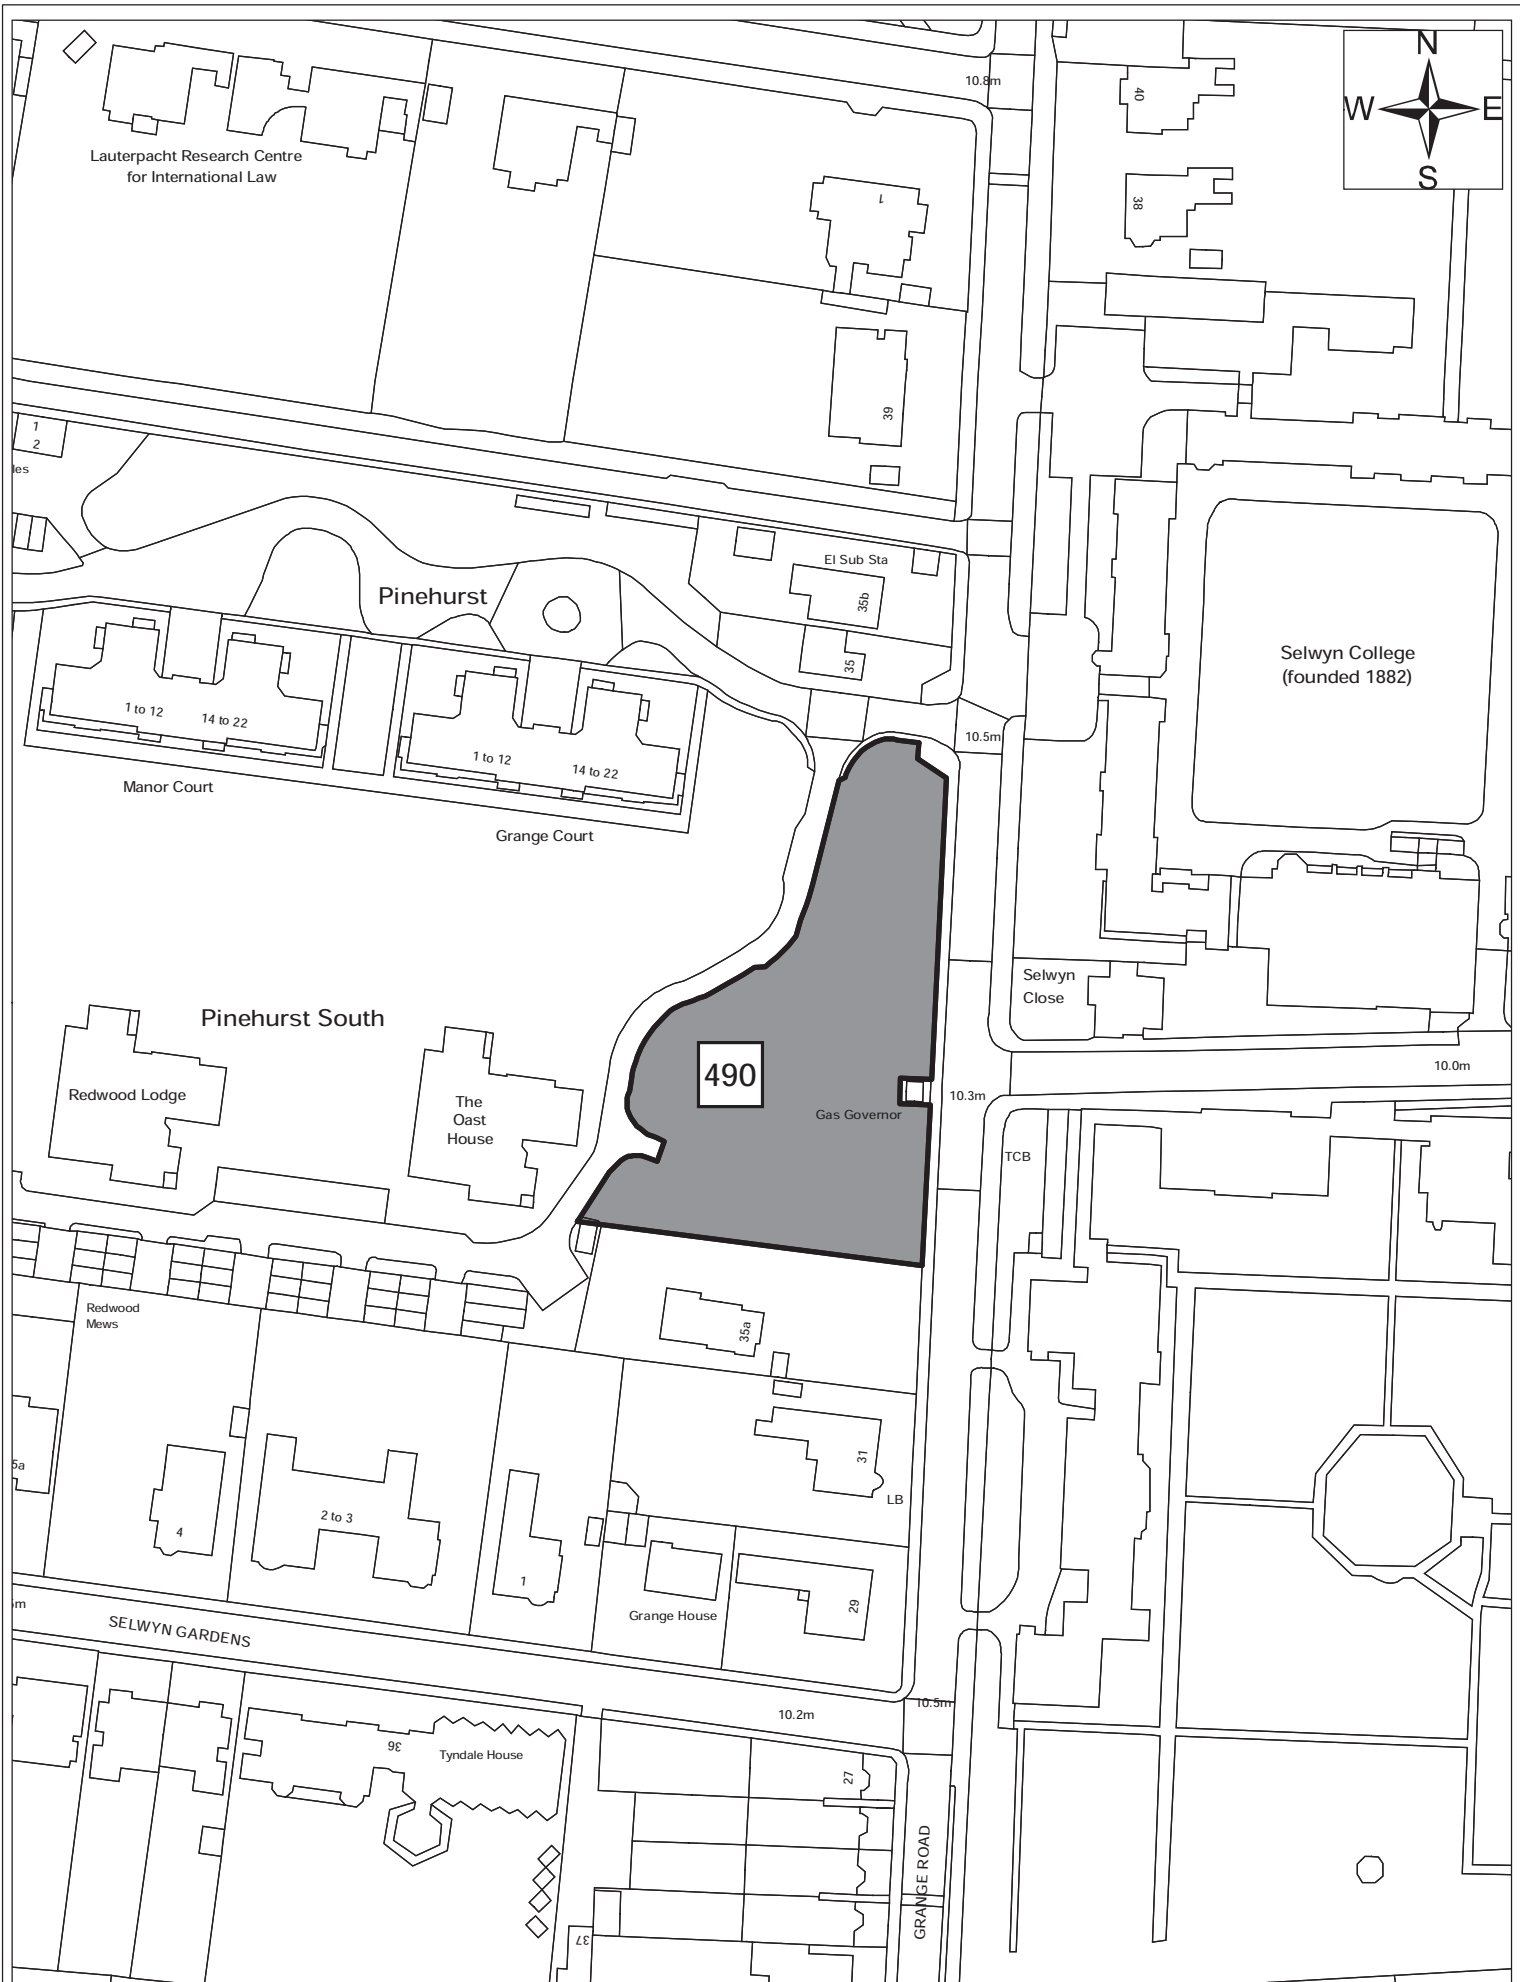 N
W E
S
10.8m
40
Lauterpacht Research Centre
for International Law
1
38
39
1
2
les
El Sub Sta
35b
Pinehurst
35
Selwyn College
(founded 1882)
1 to 12
14 to 22
10.5m
1 to 12
14 to 22
Manor Court
Grange Court
Selwyn
Close
Pinehurst South
490
10.0m
Redwood Lodge
The
Oast
House
10.3m
Gas Governor
TCB
Redwood
Mews
35a
31
5a
LB
2 to 3
4
1
29
Grange House
m
SELWYN GARDENS
10.5m
10.2m
36
Tyndale House
27
GRANGE ROAD
37